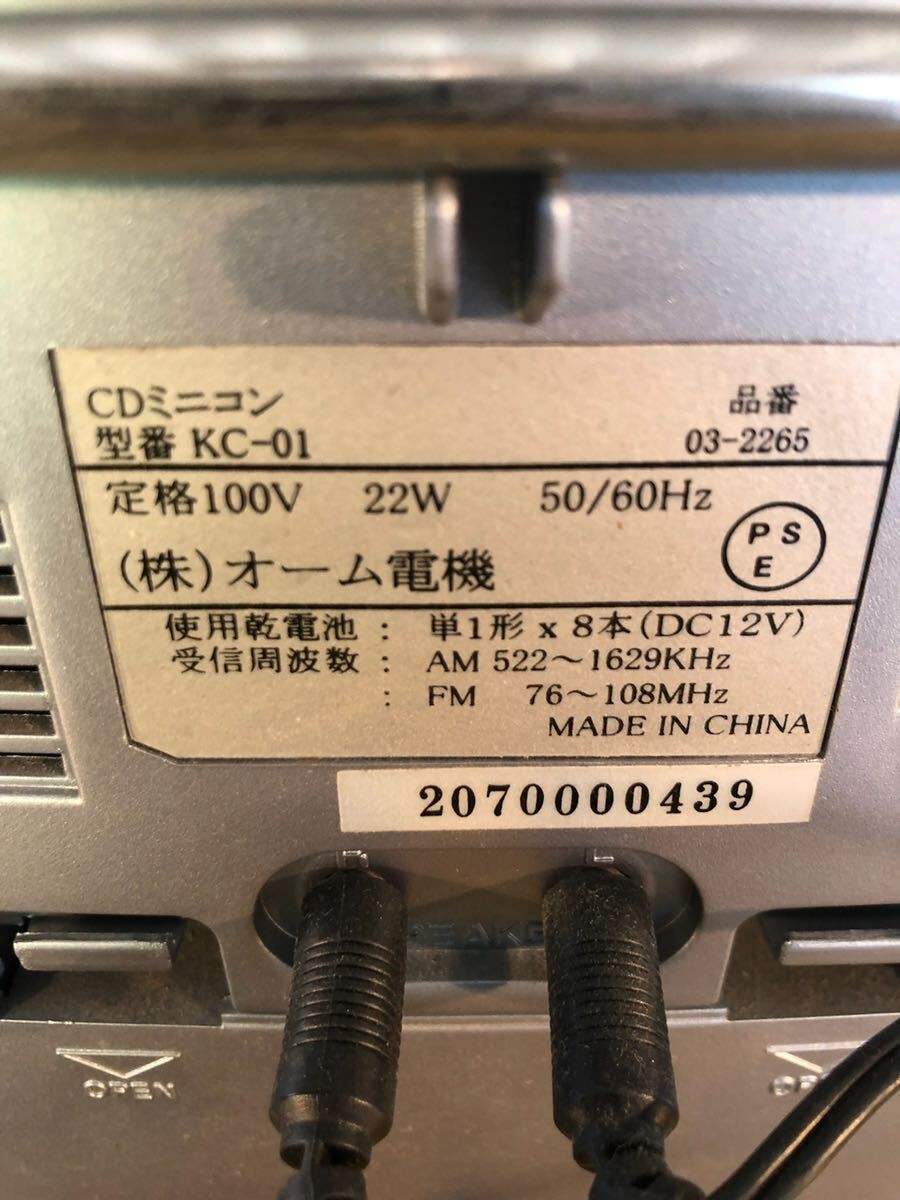 CDミニコン 品番
型番 KC-01 03-2265
定格100V 22W 50/60Hz
PSE
(株)オーム電機
使用乾電池 : 単1形 x 8本(DC12V)
受信周波数 : AM 522～1629KHz
: FM 76～108MHz
MADE IN CHINA
2070000439
R L
OPEN